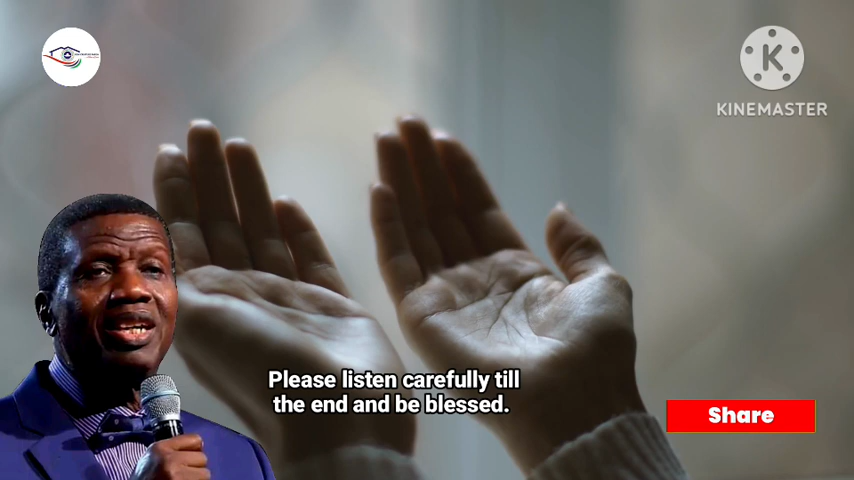 KINEMASTER
Please listen carefully till
the end and be blessed.
Share